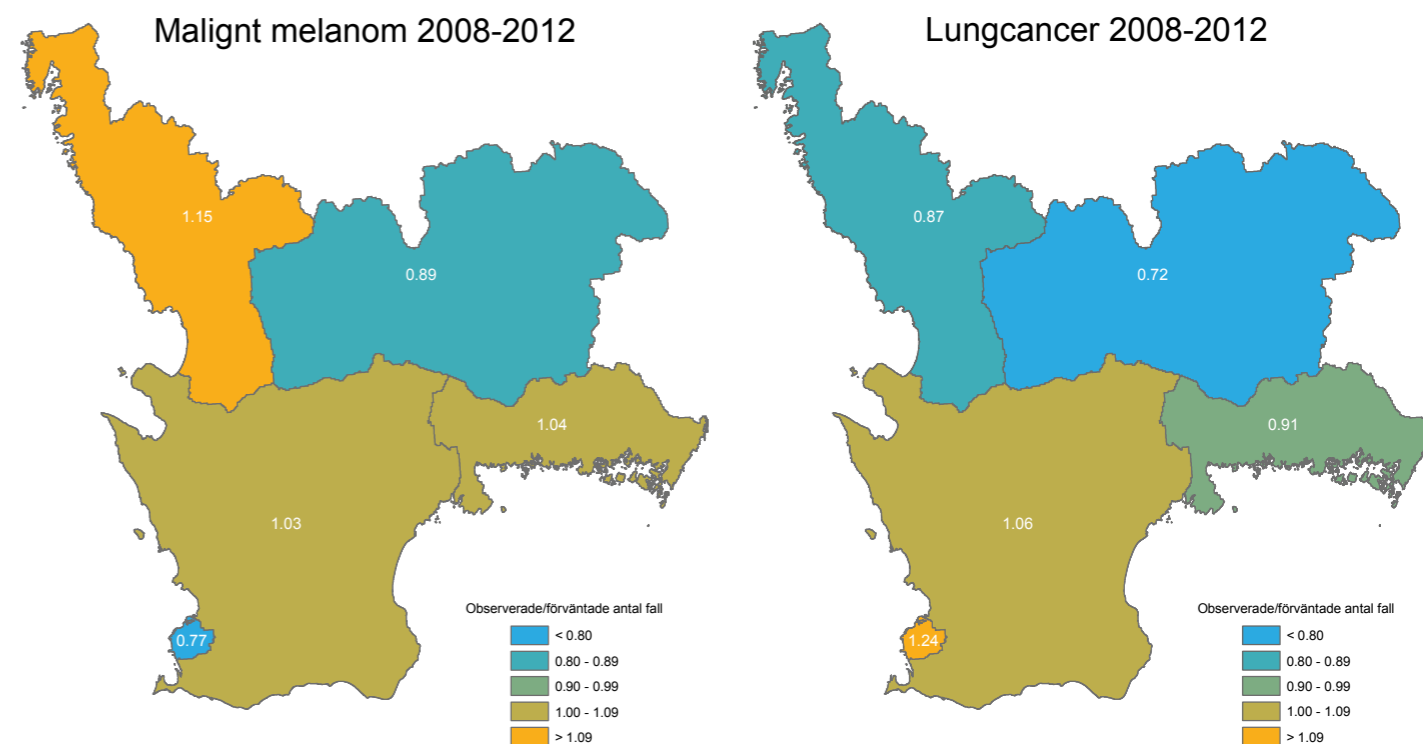 Malignt melanom 2008-2012
1.15
0.89
1.04
1.03
0.77
Observerade/förväntade antal fall
< 0.80
0.80 - 0.89
0.90 - 0.99
1.00 - 1.09
> 1.09
Lungcancer 2008-2012
0.87
0.72
0.91
1.06
1.24
Observerade/förväntade antal fall
< 0.80
0.80 - 0.89
0.90 - 0.99
1.00 - 1.09
> 1.09